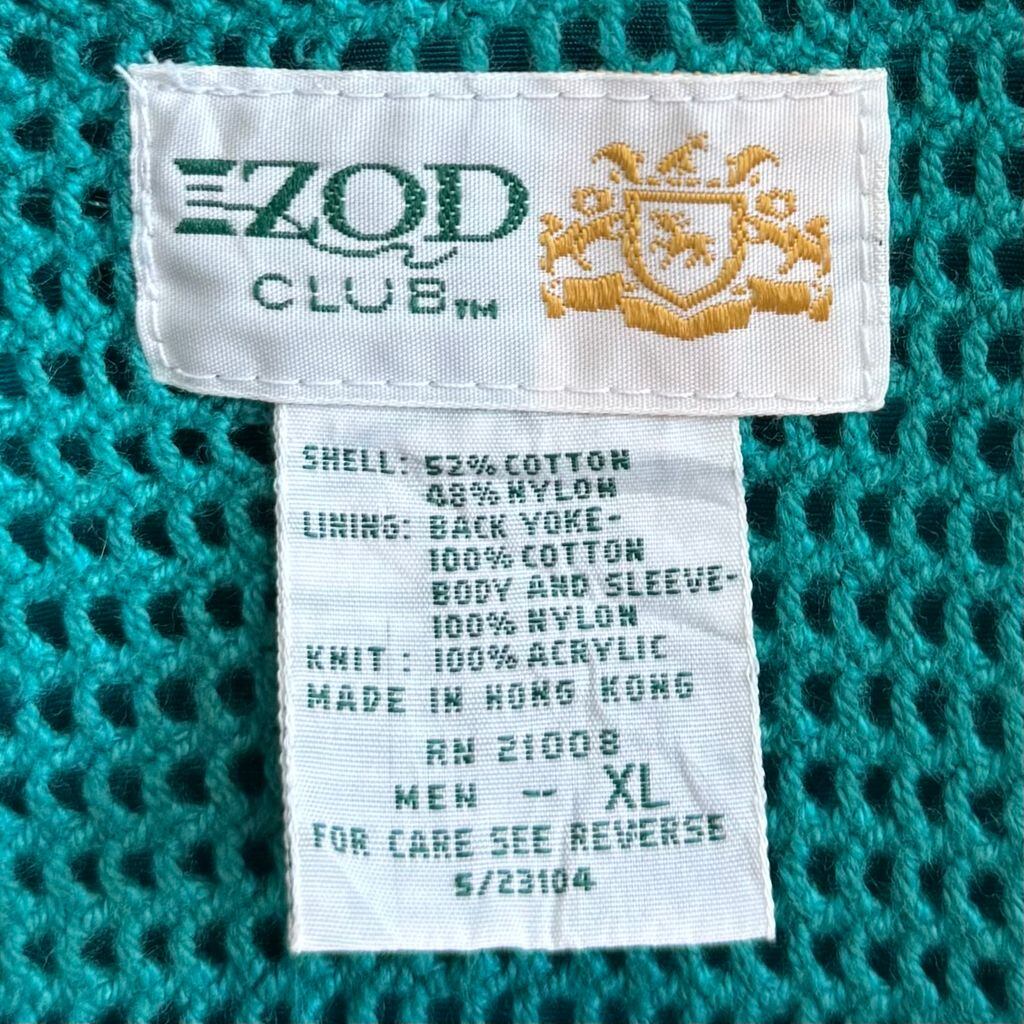 IZOD
CLUB™
SHELL: 52% COTTON
48% NYLON
LINING: BACK YOKE-
100% COTTON
BODY AND SLEEVE-
100% NYLON
KNIT : 100% ACRYLIC
MADE IN HONG KONG
RN 21008
MEN -- XL
FOR CARE SEE REVERSE
S/23104